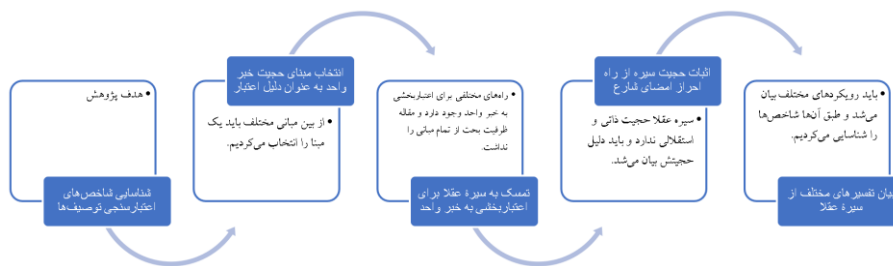 • هدف پژوهش
شناسایی شاخص‌های
اعتبارسنجی توصیف‌ها
انتخاب مبنای حجیت خبر
واحد به عنوان دلیل اعتبار
• از بین مبانی مختلف باید یک
مبنا را انتخاب می‌کردیم.
• راه‌های مختلفی برای اعتباربخشی
به خبر واحد وجود دارد و مقاله
ظرفیت بحث از تمام مبانی را
نداشت.
تمسک به سیرۀ عقلا برای
اعتباربخشی به خبر واحد
اثبات حجیت سیره از راه
احراز امضای شارع
• سیره عقلا حجیت ذاتی و
استقلالی ندارد و باید دلیل
حجیتش بیان می‌شد.
• باید رویکردهای مختلف بیان
می‌شد و طبق آن‌ها شاخص‌ها
را شناسایی می‌کردیم.
بیان تفسیرهای مختلف از
سیرۀ عقلا